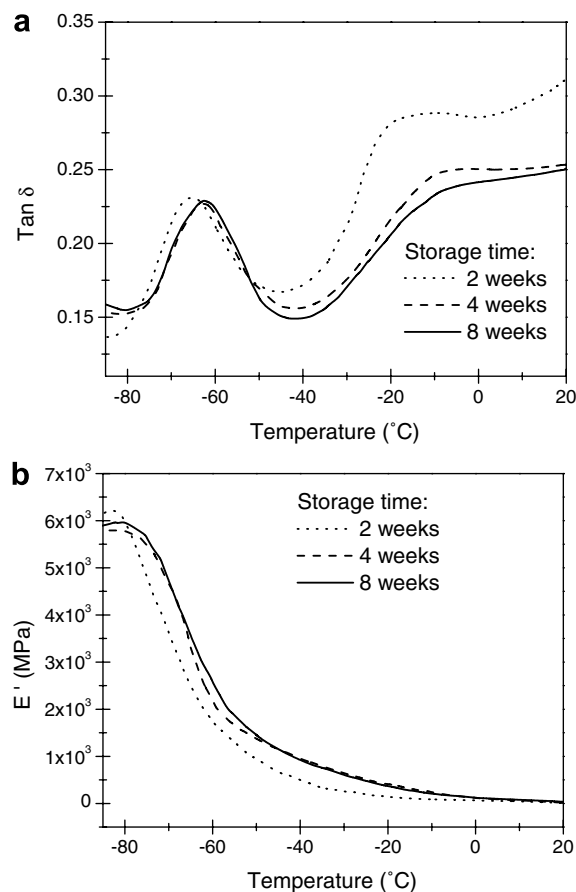 a
0.35
0.30
0.25
0.20
0.15
Tan δ
Storage time:
2 weeks
4 weeks
8 weeks
-80 -60 -40 -20 0 20
Temperature (˚C)
b
7x10³
6x10³
5x10³
4x10³
3x10³
2x10³
1x10³
0
E ' (MPa)
Storage time:
2 weeks
4 weeks
8 weeks
-80 -60 -40 -20 0 20
Temperature (˚C)